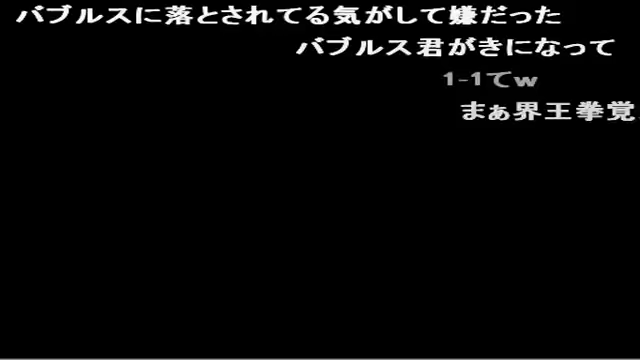 バブルスに落とされてる気がして嫌だった
バブルス君がきになって
1-1てw
まぁ界王拳覚